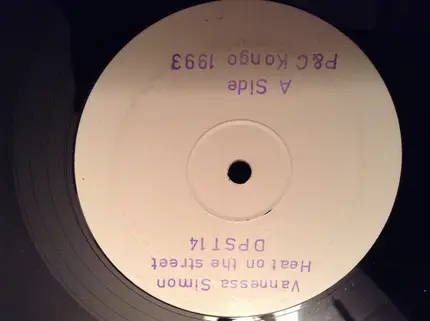 Vannessa Simon
Heat on the street
DPST14
A Side
P&C Kongo 1993